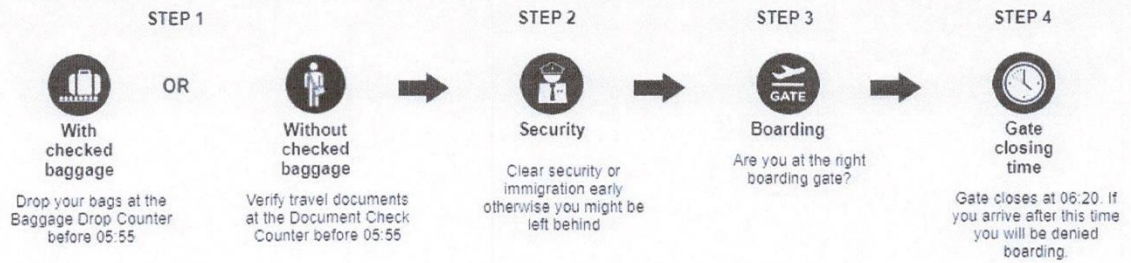 STEP 1
With
checked
baggage
Drop your bags at the
Baggage Drop Counter
before 05:55
OR
Without
checked
baggage
Verify travel documents
at the Document Check
Counter before 05:55
STEP 2
Security
Clear security or
immigration early
otherwise you might be
left behind
STEP 3
GATE
Boarding
Are you at the right
boarding gate?
STEP 4
Gate
closing
time
Gate closes at 06:20. If
you arrive after this time
you will be denied
boarding.